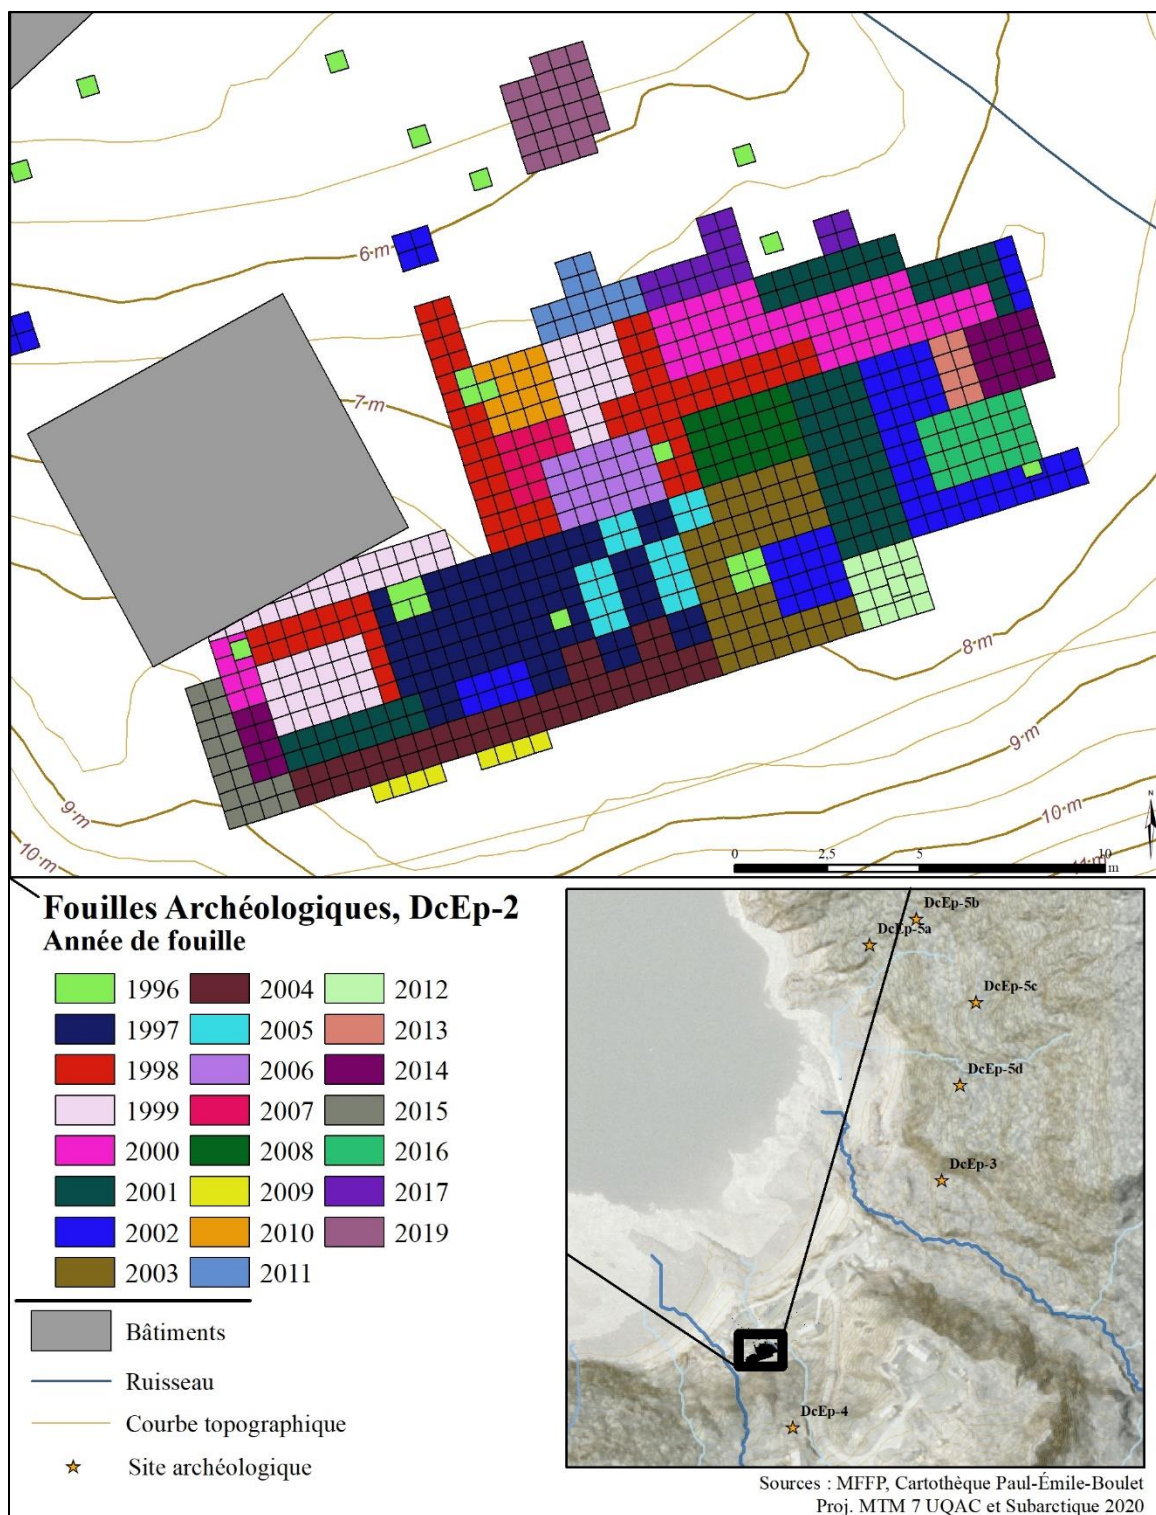 6-m
7-m
8-m
9-m
9-m
10-m
10-m
11-m
N
0 2,5 5 10
m
Fouilles Archéologiques, DcEp-2
Année de fouille
1996 2004 2012
1997 2005 2013
1998 2006 2014
1999 2007 2015
2000 2008 2016
2001 2009 2017
2002 2010 2019
2003 2011
Bâtiments
Ruisseau
Courbe topographique
Site archéologique
DcEp-5b
DcEp-5a
DcEp-5c
DcEp-5d
DcEp-3
DcEp-4
Sources : MFFP, Cartothèque Paul-Émile-Boulet
Proj. MTM 7 UQAC et Subarctique 2020